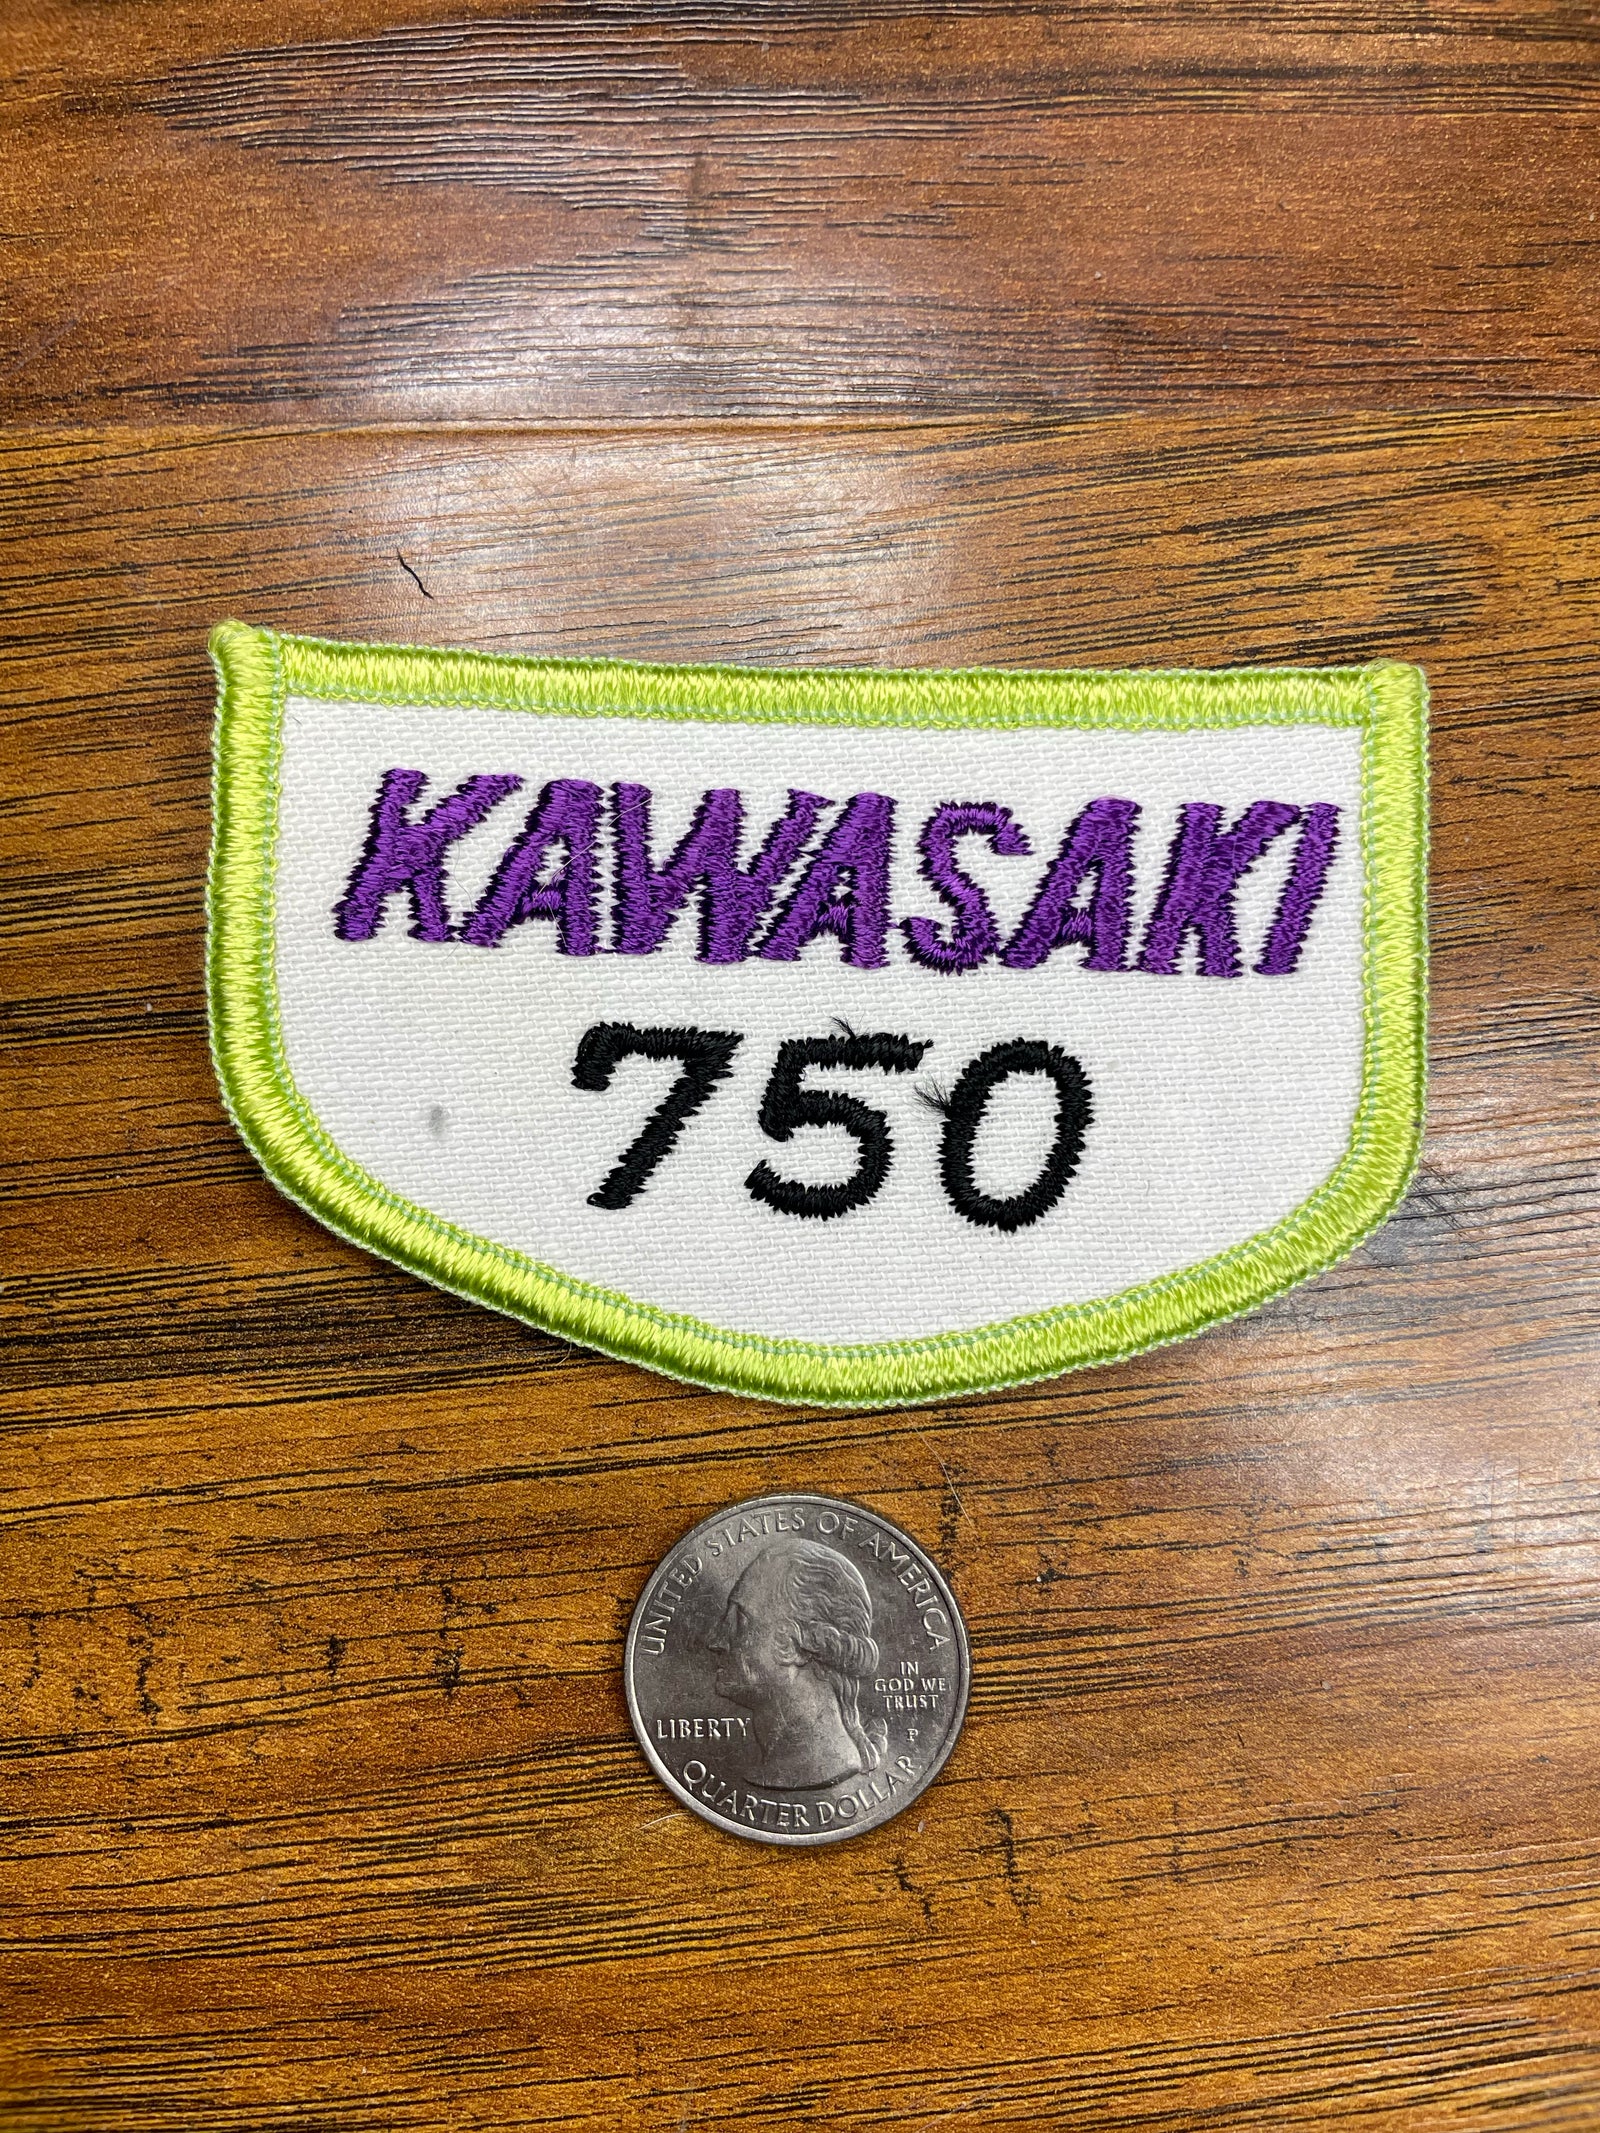 KAWASAKI
750
UNITED STATES OF AMERICA
IN
GOD WE
TRUST
LIBERTY
P
QUARTER DOLLAR